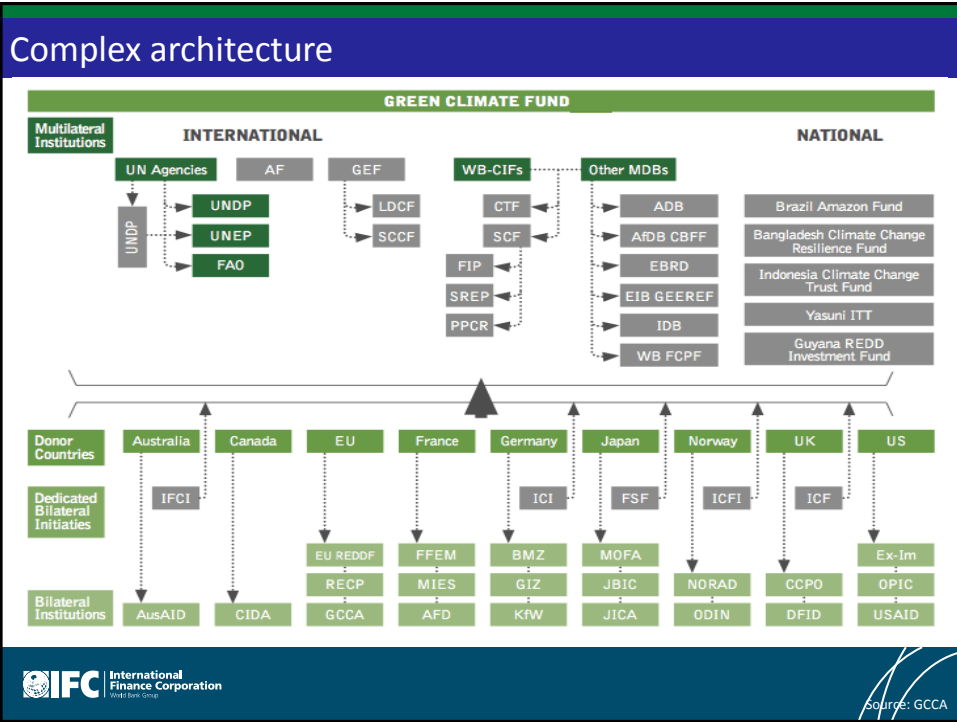 Complex architecture
GREEN CLIMATE FUND
Multilateral
Institutions
INTERNATIONAL
NATIONAL
UN Agencies
AF
GEF
WB-CIFs
Other MDBs
UNDP
UNDP
UNEP
FAO
LDCF
SCCF
CTF
SCF
FIP
SREP
PPCR
ADB
AfDB CBFF
EBRD
EIB GEEREF
IDB
WB FCPF
Brazil Amazon Fund
Bangladesh Climate Change
Resilience Fund
Indonesia Climate Change
Trust Fund
Yasuni ITT
Guyana REDD
Investment Fund
Donor
Countries
Australia
Canada
EU
France
Germany
Japan
Norway
UK
US
Dedicated
Bilateral
Initiaties
IFCI
ICI
FSF
ICFI
ICF
EU REDDF
FFEM
BMZ
MOFA
Ex-Im
RECP
MIES
GIZ
JBIC
NORAD
CCPO
OPIC
Bilateral
Institutions
AusAID
CIDA
GCCA
AFD
KfW
JICA
ODIN
DFID
USAID
IFC
International
Finance Corporation
World Bank Group
Source: GCCA